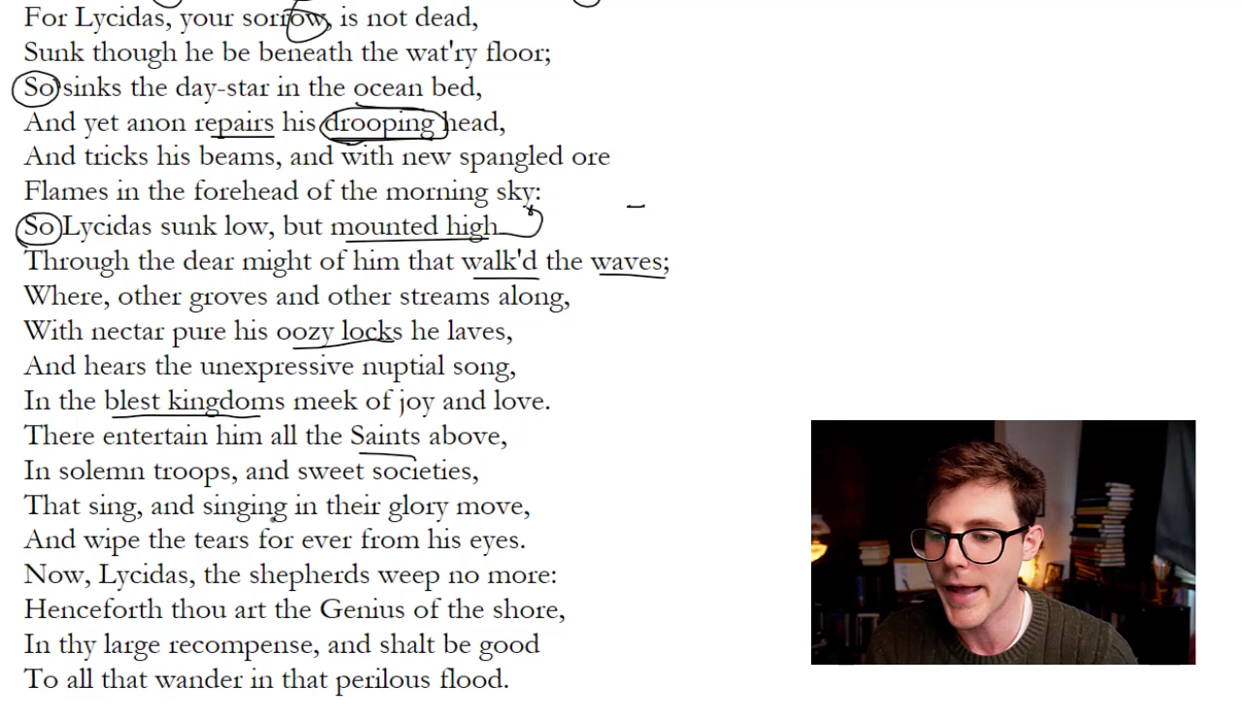 For Lycidas, your sorrow, is not dead,
Sunk though he be beneath the wat'ry floor;
So sinks the day-star in the ocean bed,
And yet anon repairs his drooping head,
And tricks his beams, and with new spangled ore
Flames in the forehead of the morning sky:
So Lycidas sunk low, but mounted high
Through the dear might of him that walk'd the waves;
Where, other groves and other streams along,
With nectar pure his oozy locks he laves,
And hears the unexpressive nuptial song,
In the blest kingdoms meek of joy and love.
There entertain him all the Saints above,
In solemn troops, and sweet societies,
That sing, and singing in their glory move,
And wipe the tears for ever from his eyes.
Now, Lycidas, the shepherds weep no more:
Henceforth thou art the Genius of the shore,
In thy large recompense, and shalt be good
To all that wander in that perilous flood.